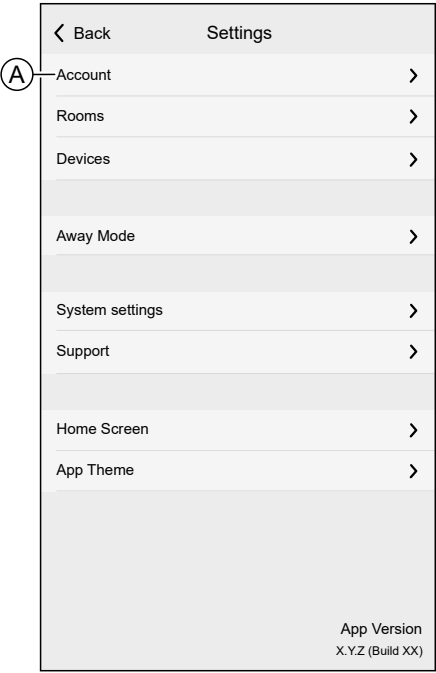 Back Settings
A Account
Rooms
Devices
Away Mode
System settings
Support
Home Screen
App Theme
App Version
X.Y.Z (Build XX)